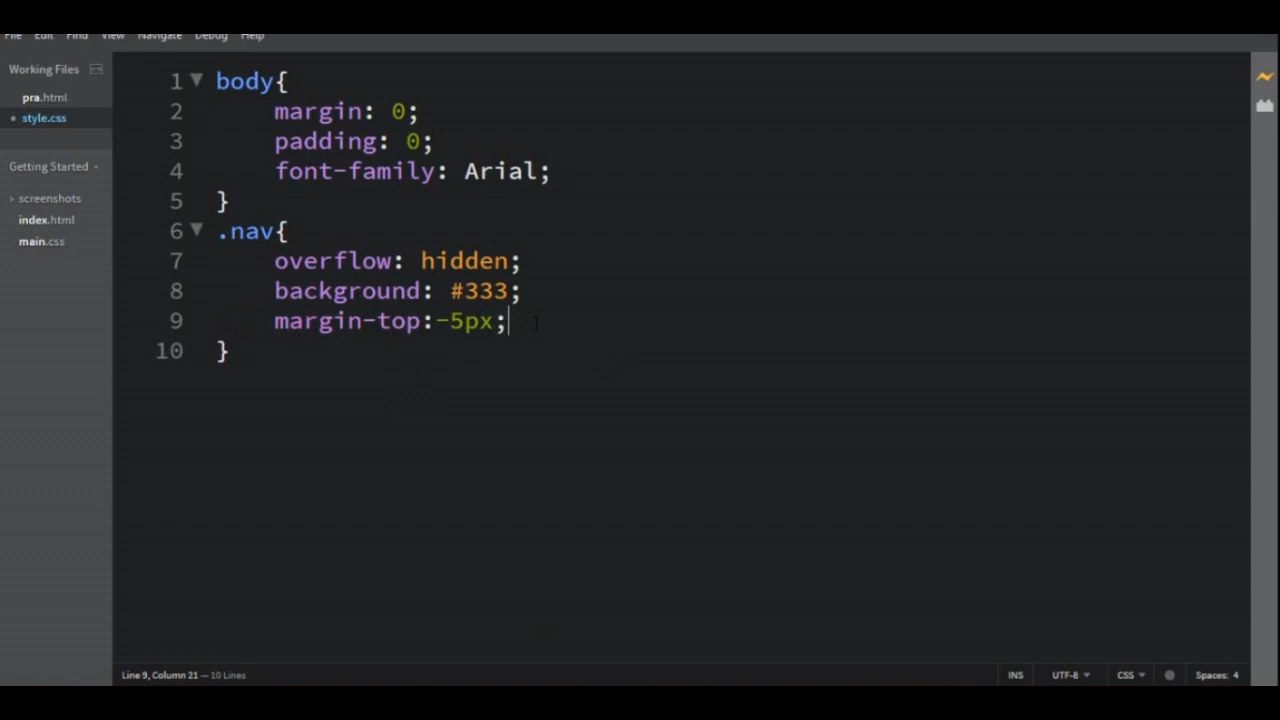 File Edit Find View Navigate Debug Help
Working Files
pra.html
style.css
Getting Started
screenshots
index.html
main.css
1 body{
2 margin: 0;
3 padding: 0;
4 font-family: Arial;
5 }
6 .nav{
7 overflow: hidden;
8 background: #333;
9 margin-top:-5px;
10 }
Line 9, Column 21 — 10 Lines
INS UTF-8 CSS Spaces: 4